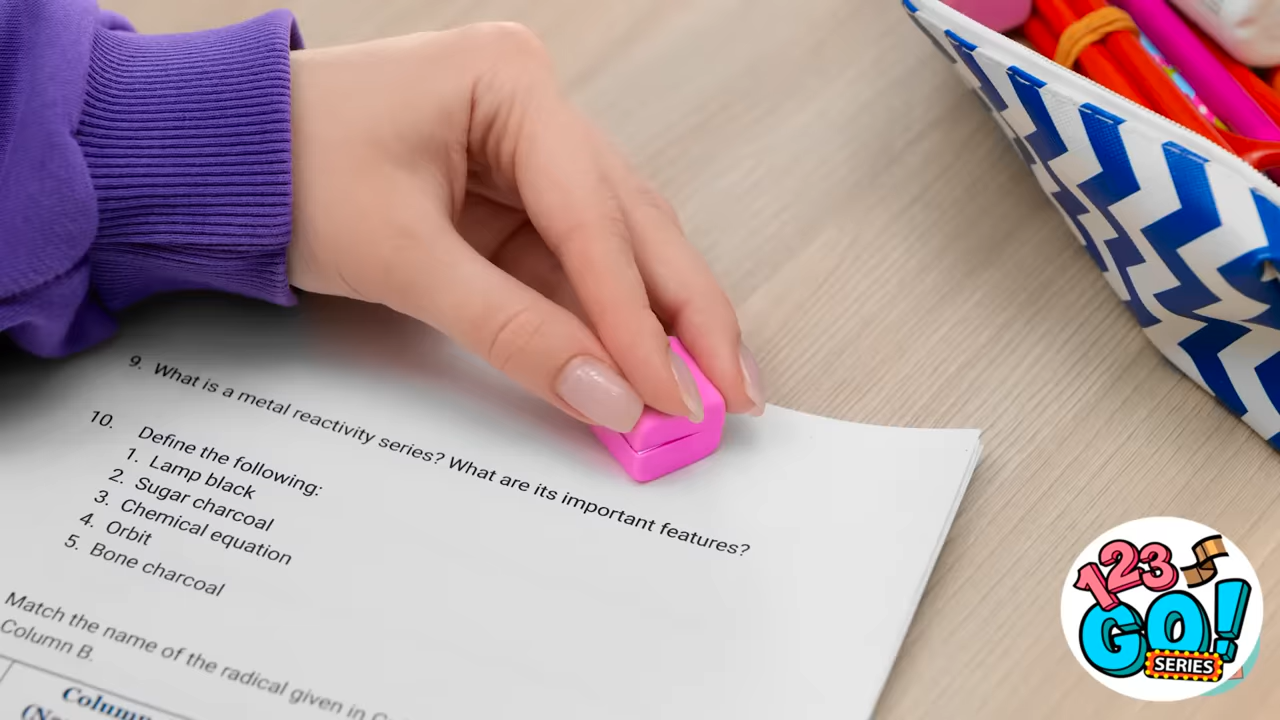 9. What is a metal reactivity series? What are its important features?
10. Define the following:
1. Lamp black
2. Sugar charcoal
3. Chemical equation
4. Orbit
5. Bone charcoal
Match the name of the radical given in
Column B.
Column
123
GO!
SERIES